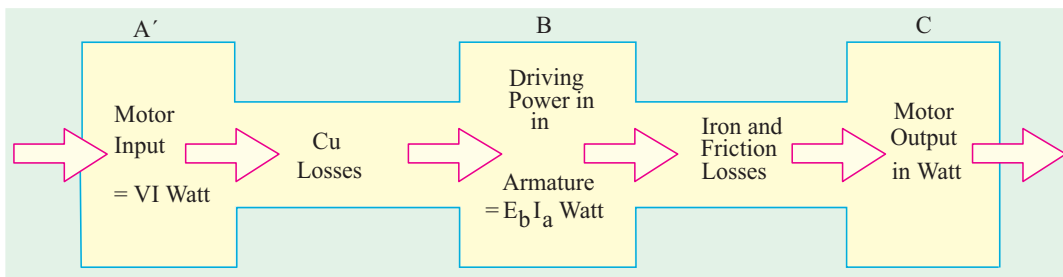 A´
B
C
Motor
Input
= VI Watt
Cu
Losses
Driving
Power in
in
Armature
= E_b I_a Watt
Iron and
Friction
Losses
Motor
Output
in Watt